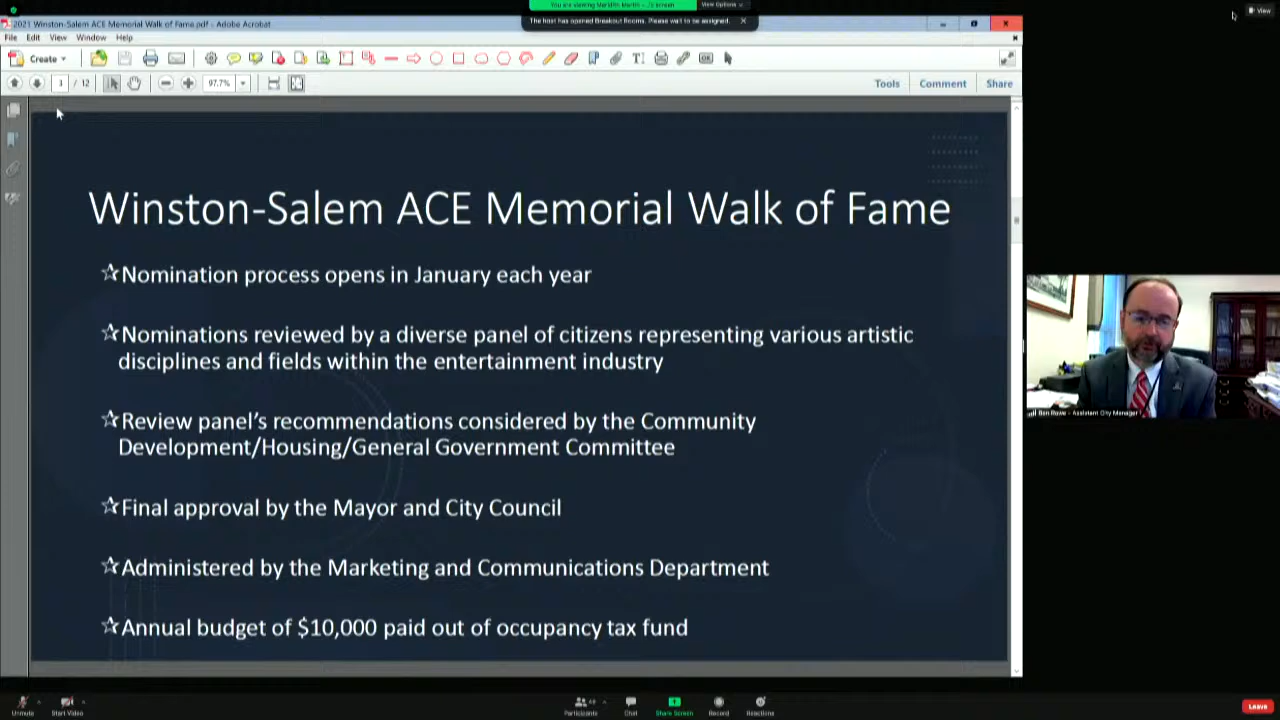 You are viewing Meridith Martin - 's screen
View Options
2021 Winston-Salem ACE Memorial Walk of Fame.pdf - Adobe Acrobat
The host has opened Breakout Rooms. Please wait to be assigned.
View
File Edit View Window Help
Create
/ 12
97.7%
Tools Comment Share
Winston-Salem ACE Memorial Walk of Fame
☆Nomination process opens in January each year
☆Nominations reviewed by a diverse panel of citizens representing various artistic
disciplines and fields within the entertainment industry
☆Review panel's recommendations considered by the Community
Development/Housing/General Government Committee
☆Final approval by the Mayor and City Council
☆Administered by the Marketing and Communications Department
☆Annual budget of $10,000 paid out of occupancy tax fund
Ben Rowe - Assistant City Manager
Unmute Start Video Participants Chat Share Screen Record Reactions Leave